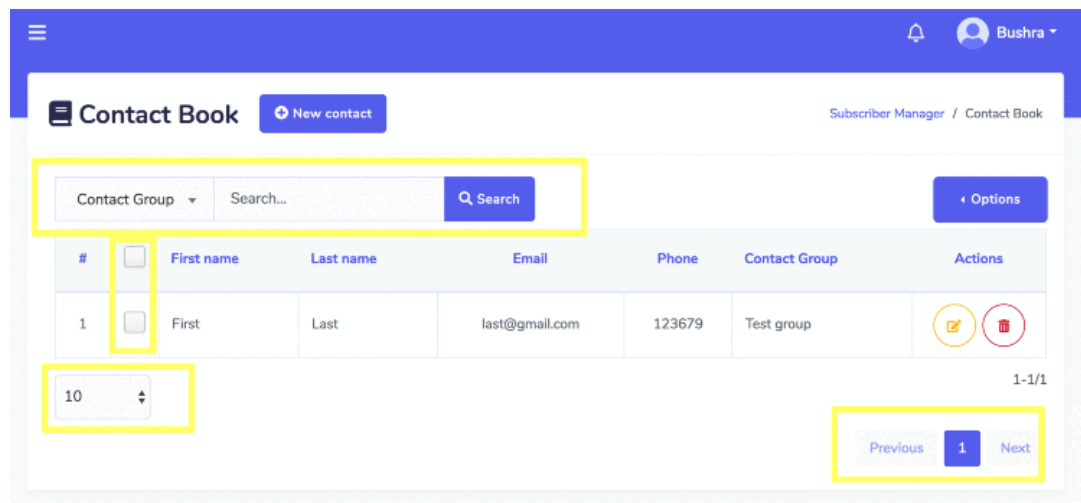 Bushra
Contact Book New contact Subscriber Manager / Contact Book
Contact Group Search... Search Options
# First name Last name Email Phone Contact Group Actions
1 First Last last@gmail.com 123679 Test group
10 1-1/1
Previous 1 Next